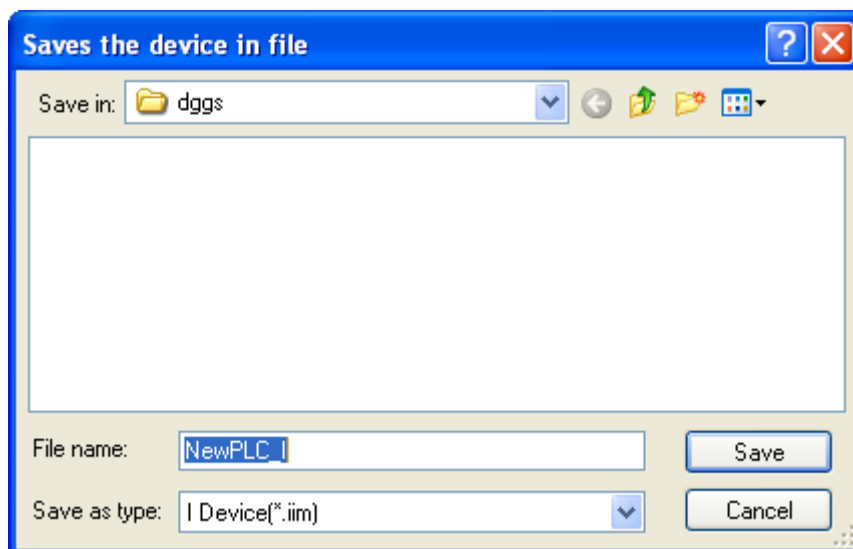 Saves the device in file
Save in: dggs
File name: NewPLC_I
Save
Save as type: I Device(*.iim)
Cancel